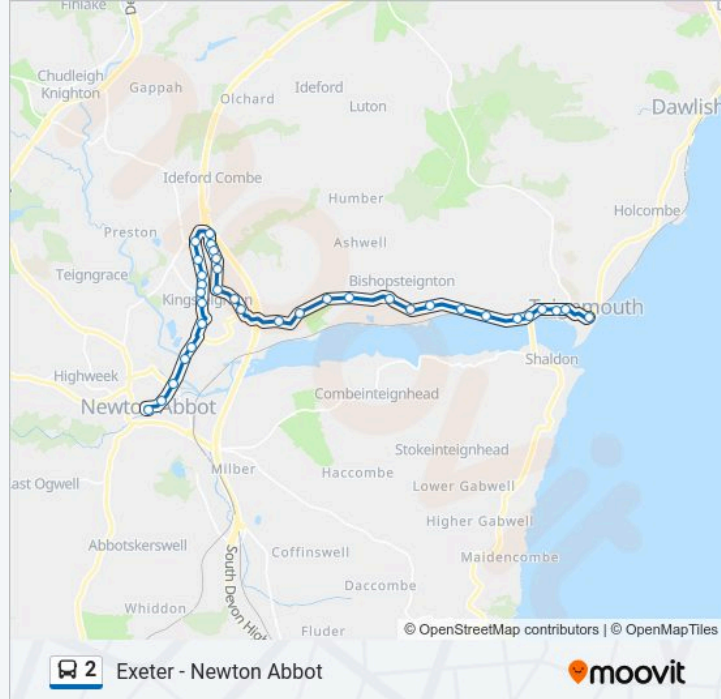 Finlake
Chudleigh
Knighton
Gappah
Ideford
Olchard
Luton
Dawlish
Ideford Combe
Humber
Holcombe
Preston
Ashwell
Teigngrace
Bishopsteignton
Kingsteignton
Teignmouth
Shaldon
Highweek
Combeinteignhead
Newton Abbot
Stokeinteignhead
Milber
Haccombe
ast Ogwell
Lower Gabwell
Higher Gabwell
Abbotskerswell
Coffinswell
Maidencombe
South Devon High
Daccombe
Whiddon
Fluder
© OpenStreetMap contributors | © OpenMapTiles
2 Exeter - Newton Abbot
moovit